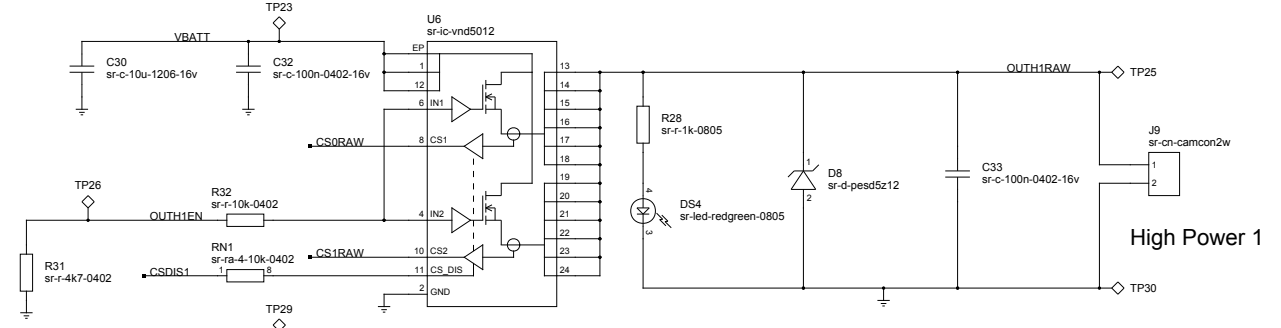 TP23
U6
sr-ic-vnd5012
VBATT
EP
C30
sr-c-10u-1206-16v
C32
sr-c-100n-0402-16v
1
12
13
14
15
16
17
18
19
20
21
22
23
24
OUTH1RAW
TP25
6 IN1
CS0RAW
8 CS1
R28
sr-r-1k-0805
J9
sr-cn-camcon2w
1
2
1
D8
sr-d-pesd5z12
2
C33
sr-c-100n-0402-16v
TP26
R32
sr-r-10k-0402
OUTH1EN
4 IN2
4
DS4
sr-led-redgreen-0805
3
High Power 1
RN1
sr-ra-4-10k-0402
CS1RAW
10 CS2
R31
sr-r-4k7-0402
CSDIS1
1
8
11 CS_DIS
2 GND
TP30
TP29